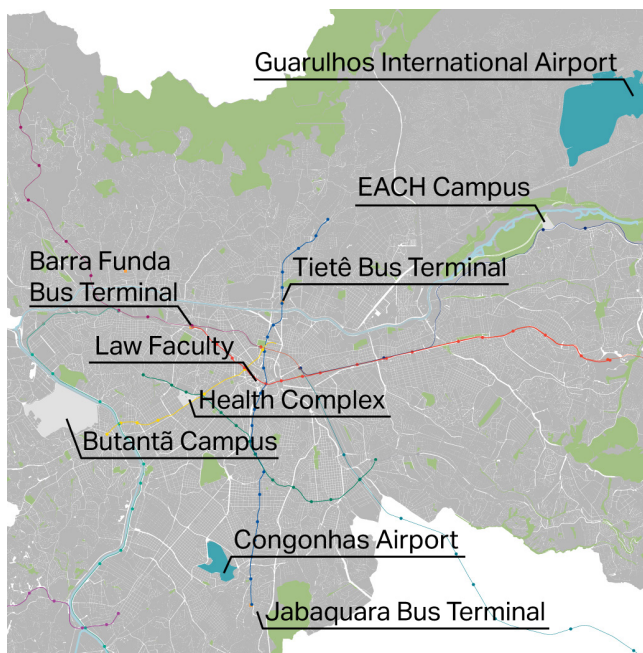 Guarulhos International Airport
EACH Campus
Barra Funda
Bus Terminal
Tietê Bus Terminal
Law Faculty
Health Complex
Butantã Campus
Congonhas Airport
Jabaquara Bus Terminal